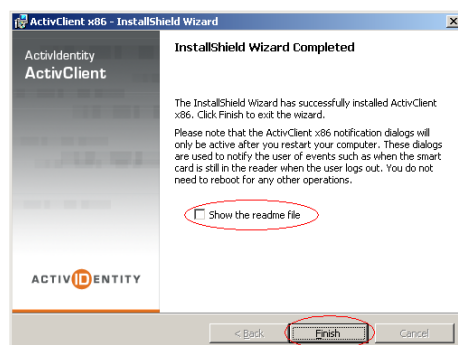 ActivClient x86 - InstallShield Wizard
ActivIdentity
ActivClient
InstallShield Wizard Completed
The InstallShield Wizard has successfully installed ActivClient
x86. Click Finish to exit the wizard.
Please note that the ActivClient x86 notification dialogs will
only be active after you restart your computer. These dialogs
are used to notify the user of events such as when the smart
card is still in the reader when the user logs out. You do not
need to reboot for any other operations.
Show the readme file
ACTIVIDENTITY
< Back
Finish
Cancel